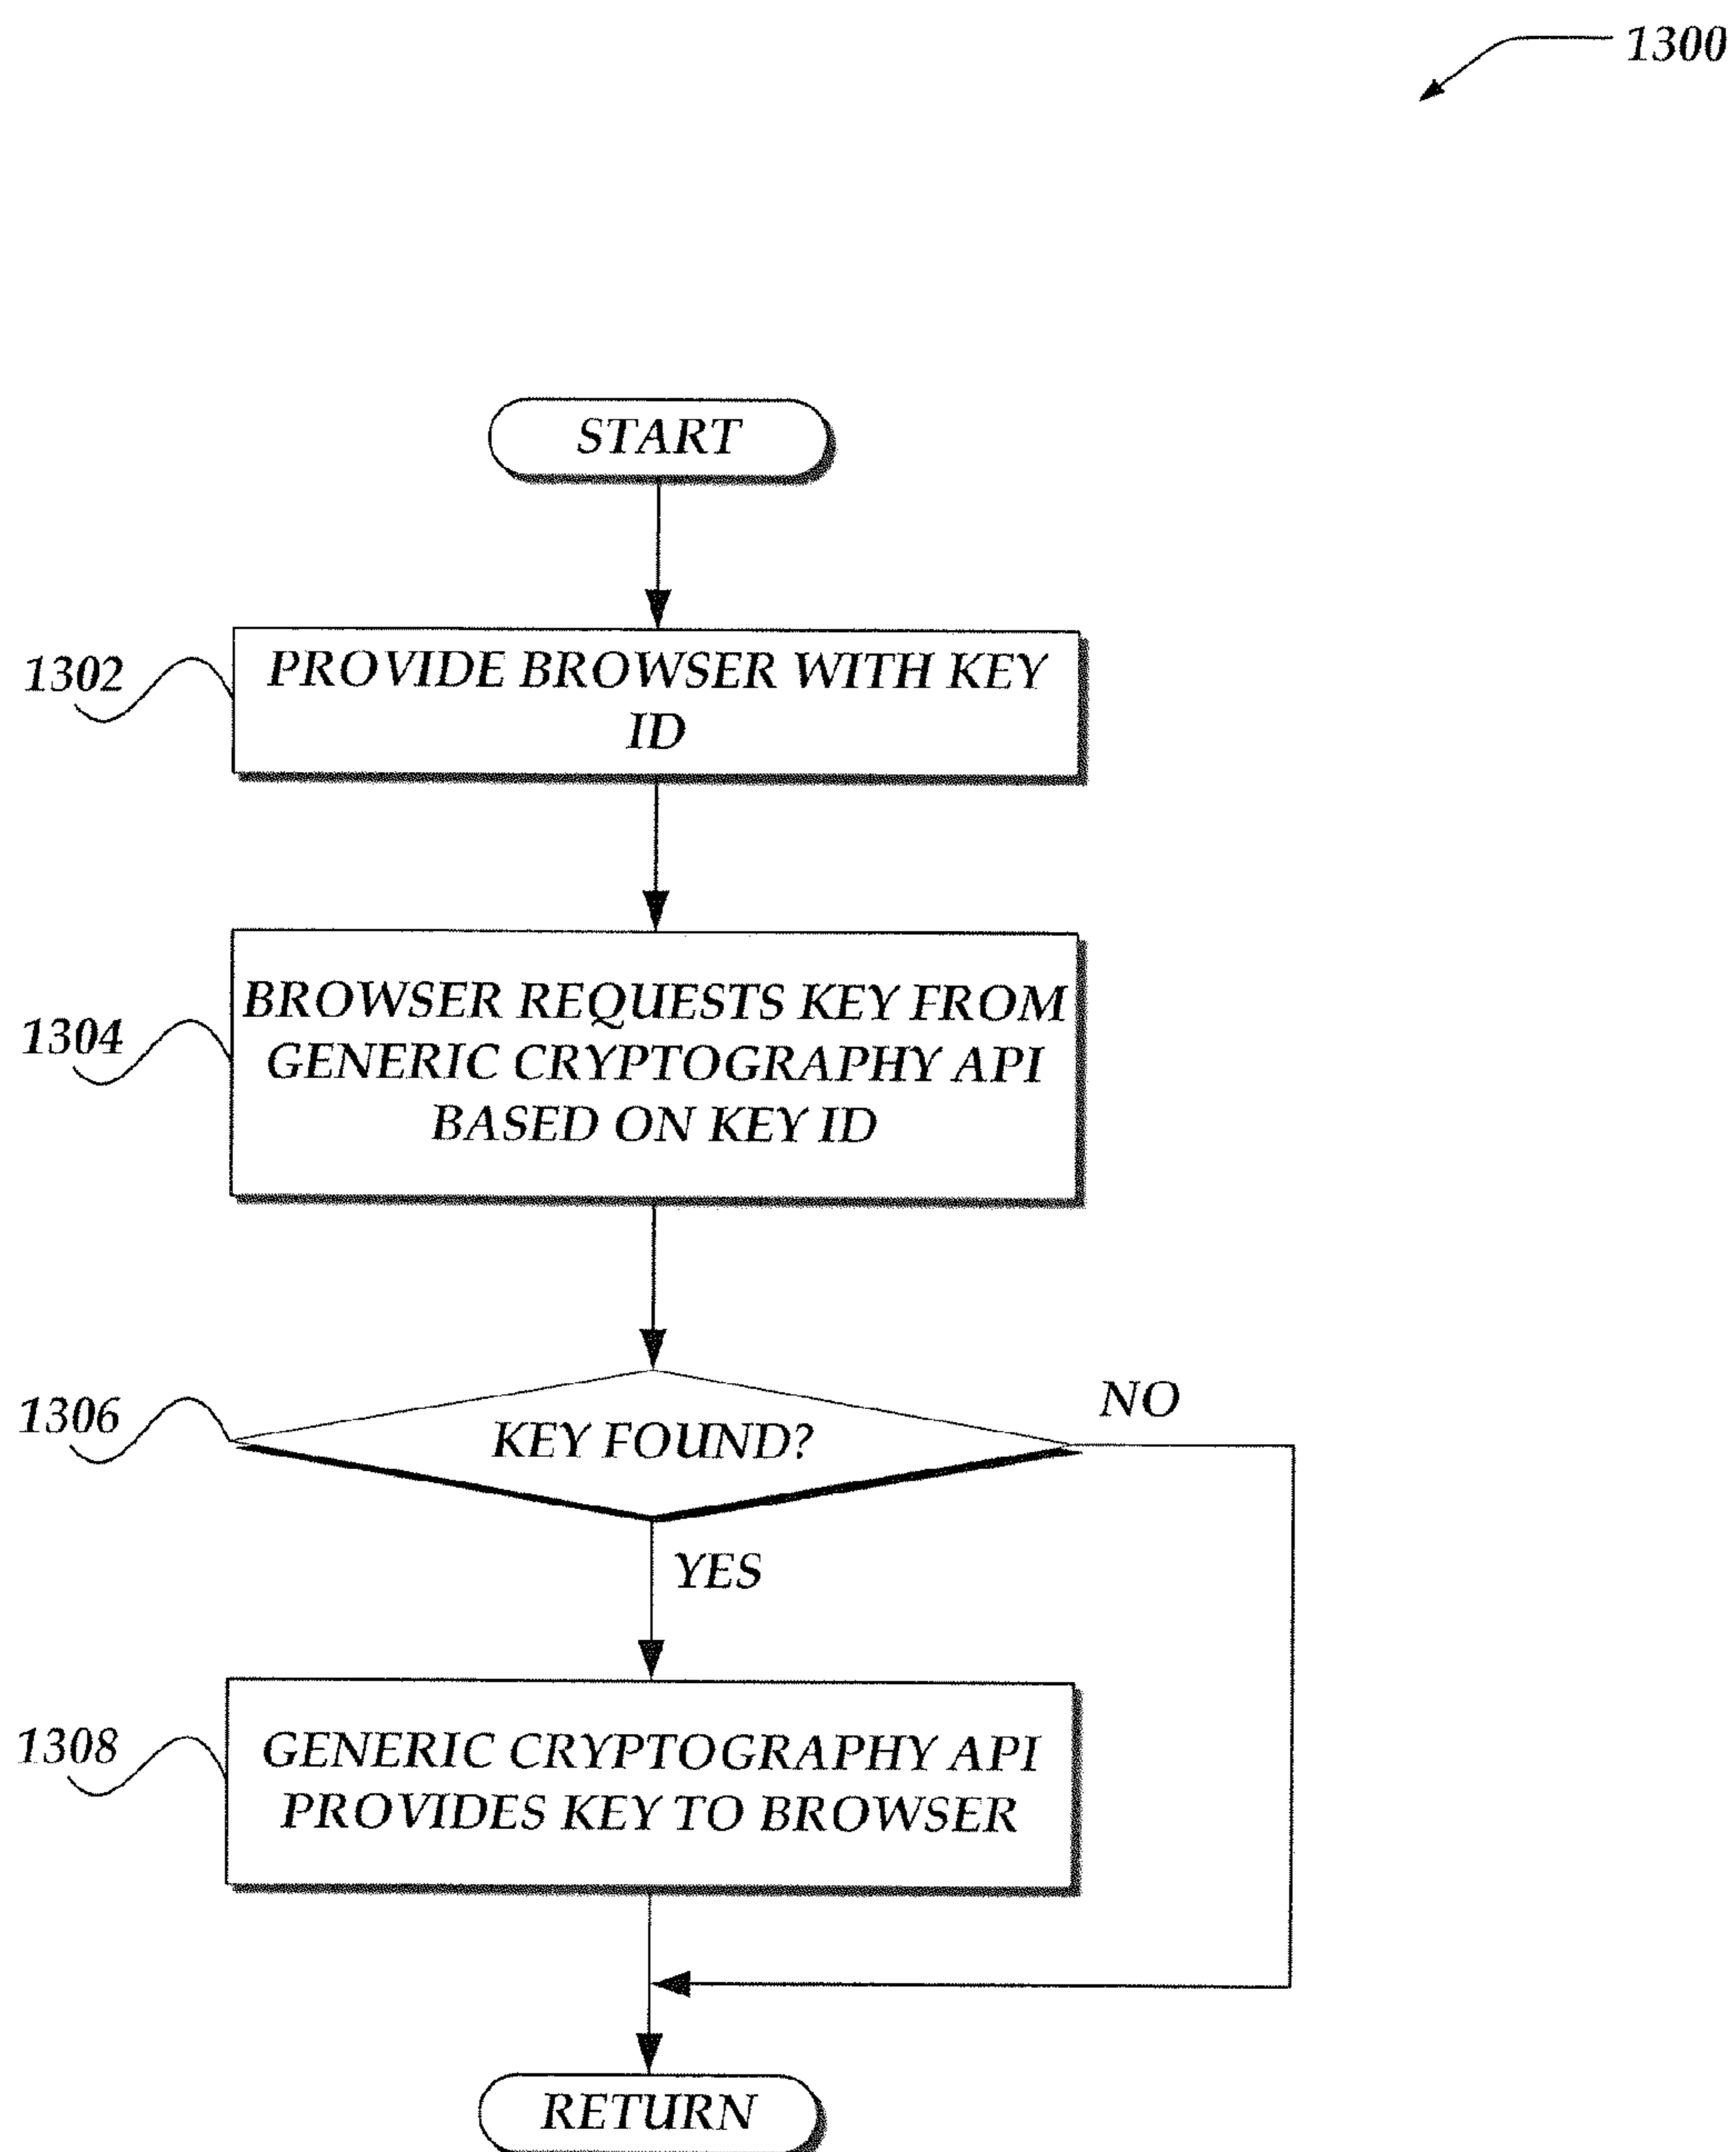 1300
START
1302
PROVIDE BROWSER WITH KEY
ID
1304
BROWSER REQUESTS KEY FROM
GENERIC CRYPTOGRAPHY API
BASED ON KEY ID
1306
KEY FOUND?
NO
YES
1308
GENERIC CRYPTOGRAPHY API
PROVIDES KEY TO BROWSER
RETURN